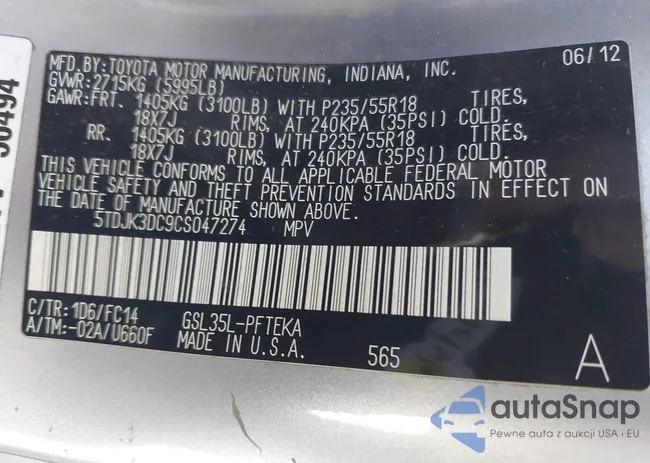 MFD.BY: TOYOTA MOTOR MANUFACTURING, INDIANA, INC. 06/12
GVWR: 2715KG (5995LB)
GAWR: FRT. 1405KG (3100LB) WITH P235/55R18 TIRES,
18X7J RIMS, AT 240KPA (35PSI) COLD.
RR. 1405KG (3100LB) WITH P235/55R18 TIRES,
18X7J RIMS, AT 240KPA (35PSI) COLD.
THIS VEHICLE CONFORMS TO ALL APPLICABLE FEDERAL MOTOR
VEHICLE SAFETY AND THEFT PREVENTION STANDARDS IN EFFECT ON
THE DATE OF MANUFACTURE SHOWN ABOVE.
5TDJK3DC9CS047274 MPV
C/TR: 1D6/FC14 GSL35L-PFTEKA
A/TM: -02A/U660F MADE IN U.S.A. 565 A
autaSnap
Pewne auta z aukcji USA i EU